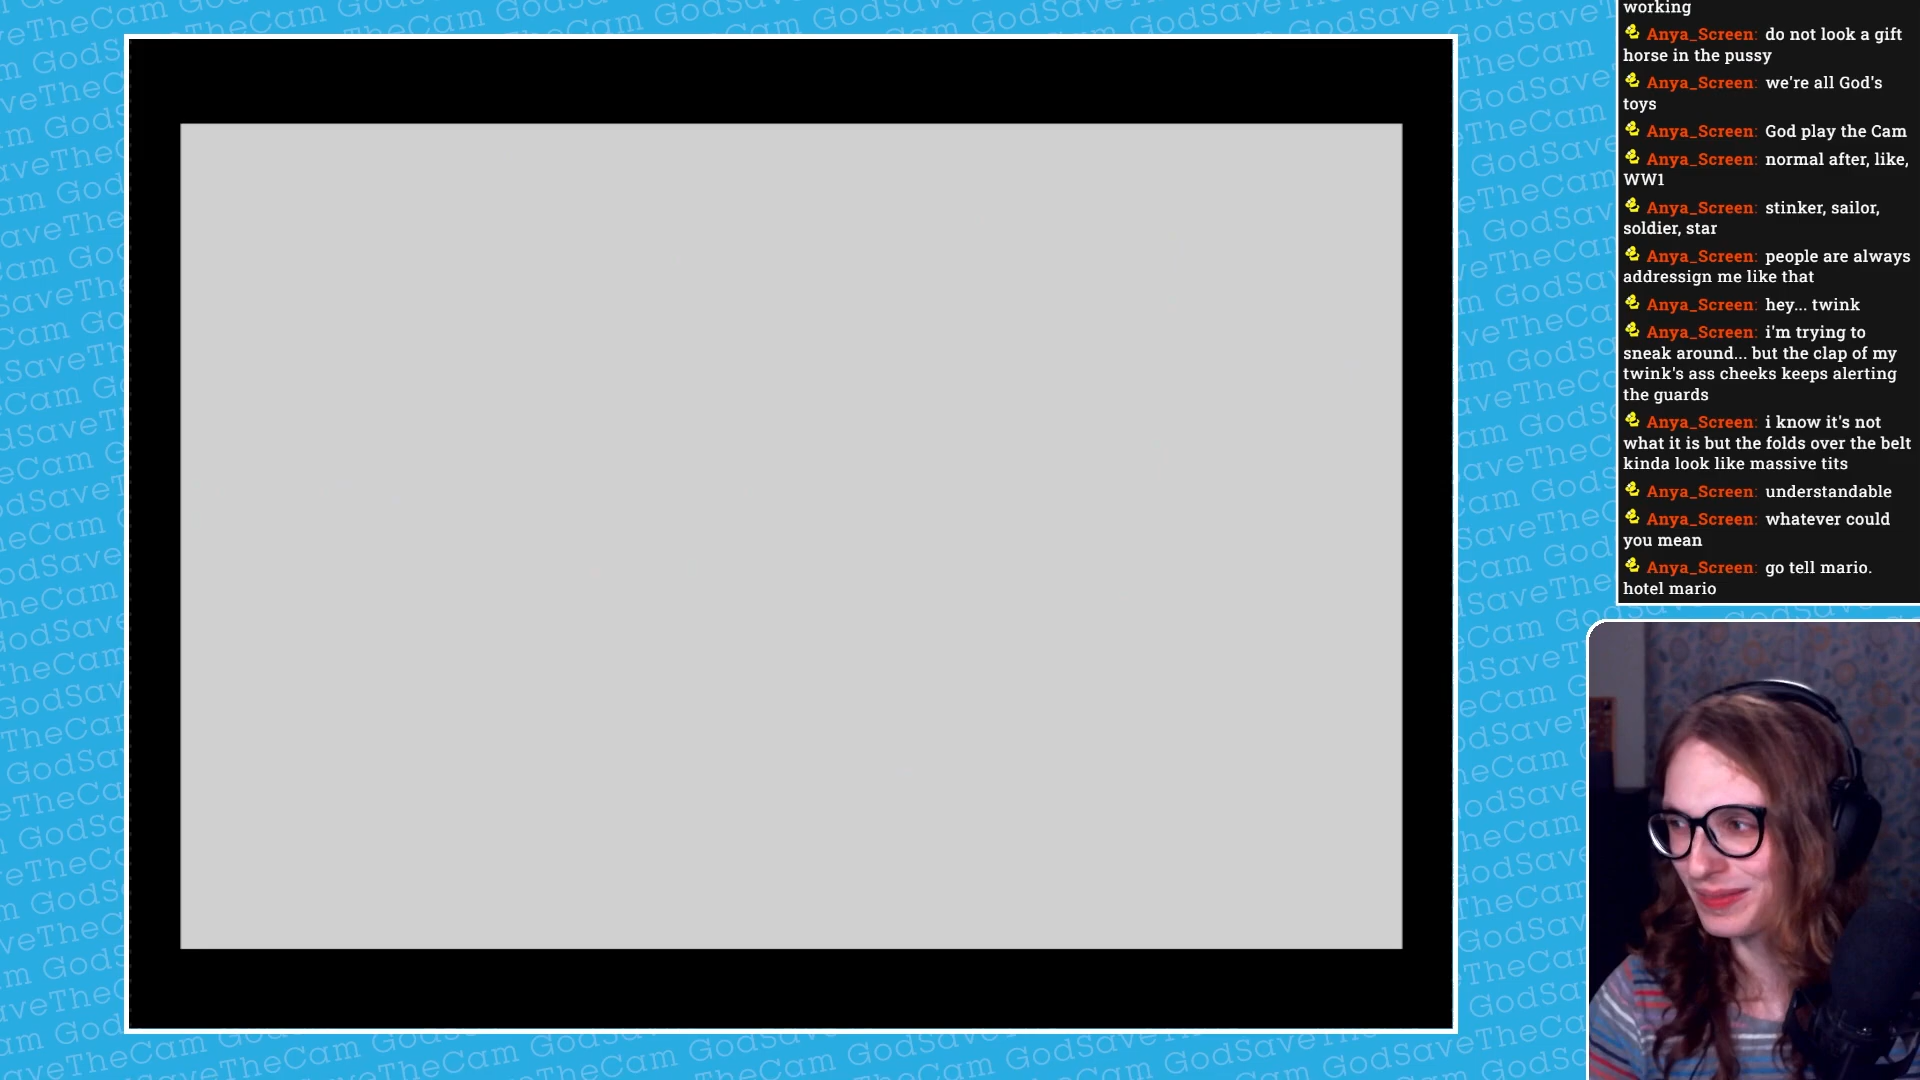 working
Anya_Screen: do not look a gift
horse in the pussy
Anya_Screen: we're all God's
toys
Anya_Screen: God play the Cam
Anya_Screen: normal after, like,
WW1
Anya_Screen: stinker, sailor,
soldier, star
Anya_Screen: people are always
addressign me like that
Anya_Screen: hey... twink
Anya_Screen: i'm trying to
sneak around... but the clap of my
twink's ass cheeks keeps alerting
the guards
Anya_Screen: i know it's not
what it is but the folds over the belt
kinda look like massive tits
Anya_Screen: understandable
Anya_Screen: whatever could
you mean
Anya_Screen: go tell mario.
hotel mario
GodSaveTheCam